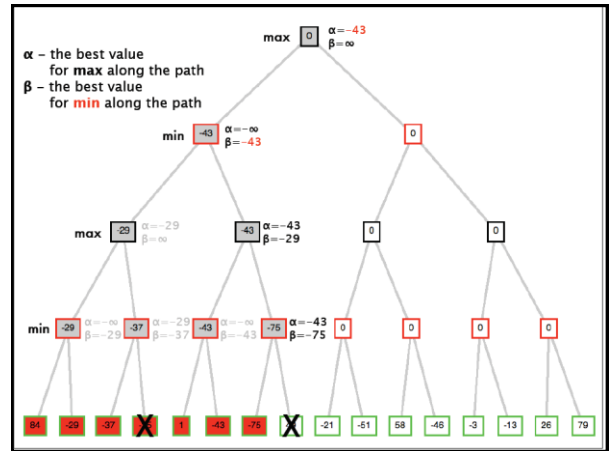 max 0 α=-43
β=∞
α – the best value
for max along the path
β – the best value
for min along the path
min -43 α=-∞
β=-43
0
max -29 α=-29
β=∞
-43 α=-43
β=-29
0 0
min -29 α=-∞
β=-29
-37 α=-29
β=-37
-43 α=-∞
β=-43
-75 α=-43
β=-75
0 0 0 0
84 -29 -37 X 1 -43 -75 X -21 -51 58 -46 -3 -13 26 79